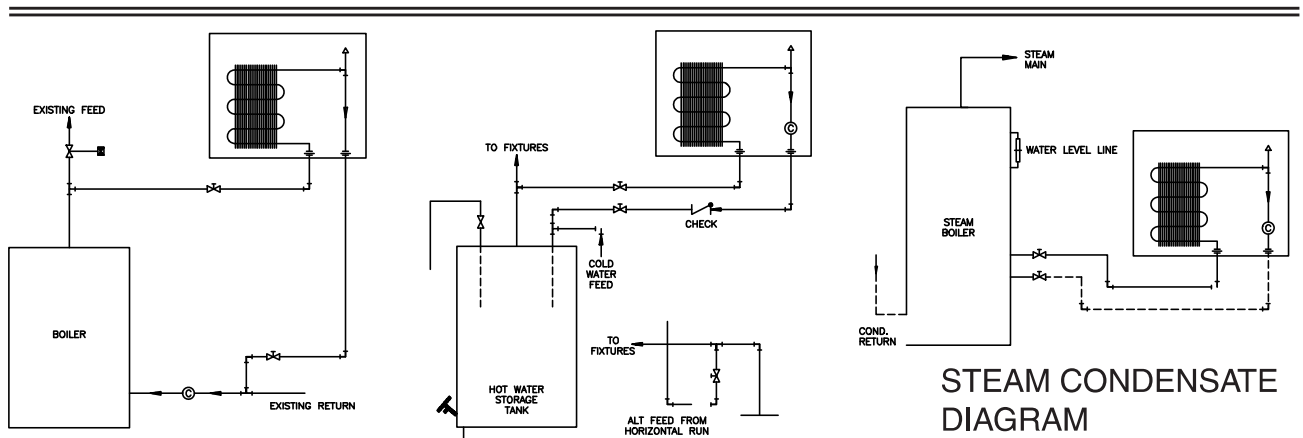 EXISTING FEED
BOILER
C
EXISTING RETURN
TO FIXTURES
C
CHECK
COLD
WATER
FEED
HOT WATER
STORAGE
TANK
TO
FIXTURES
ALT FEED FROM
HORIZONTAL RUN
STEAM
MAIN
WATER LEVEL LINE
STEAM
BOILER
C
COND.
RETURN
STEAM CONDENSATE
DIAGRAM